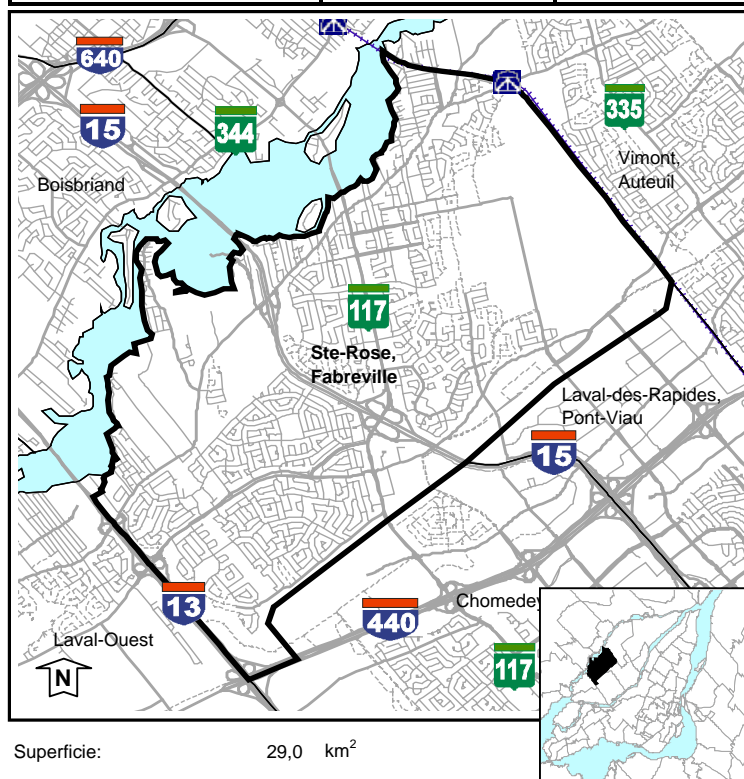 640
15
344
335
Vimont,
Auteuil
Boisbriand
117
Ste-Rose,
Fabreville
Laval-des-Rapides,
Pont-Viau
15
13
440
Chomedey
117
Laval-Ouest
N
Superficie: 29,0 km²